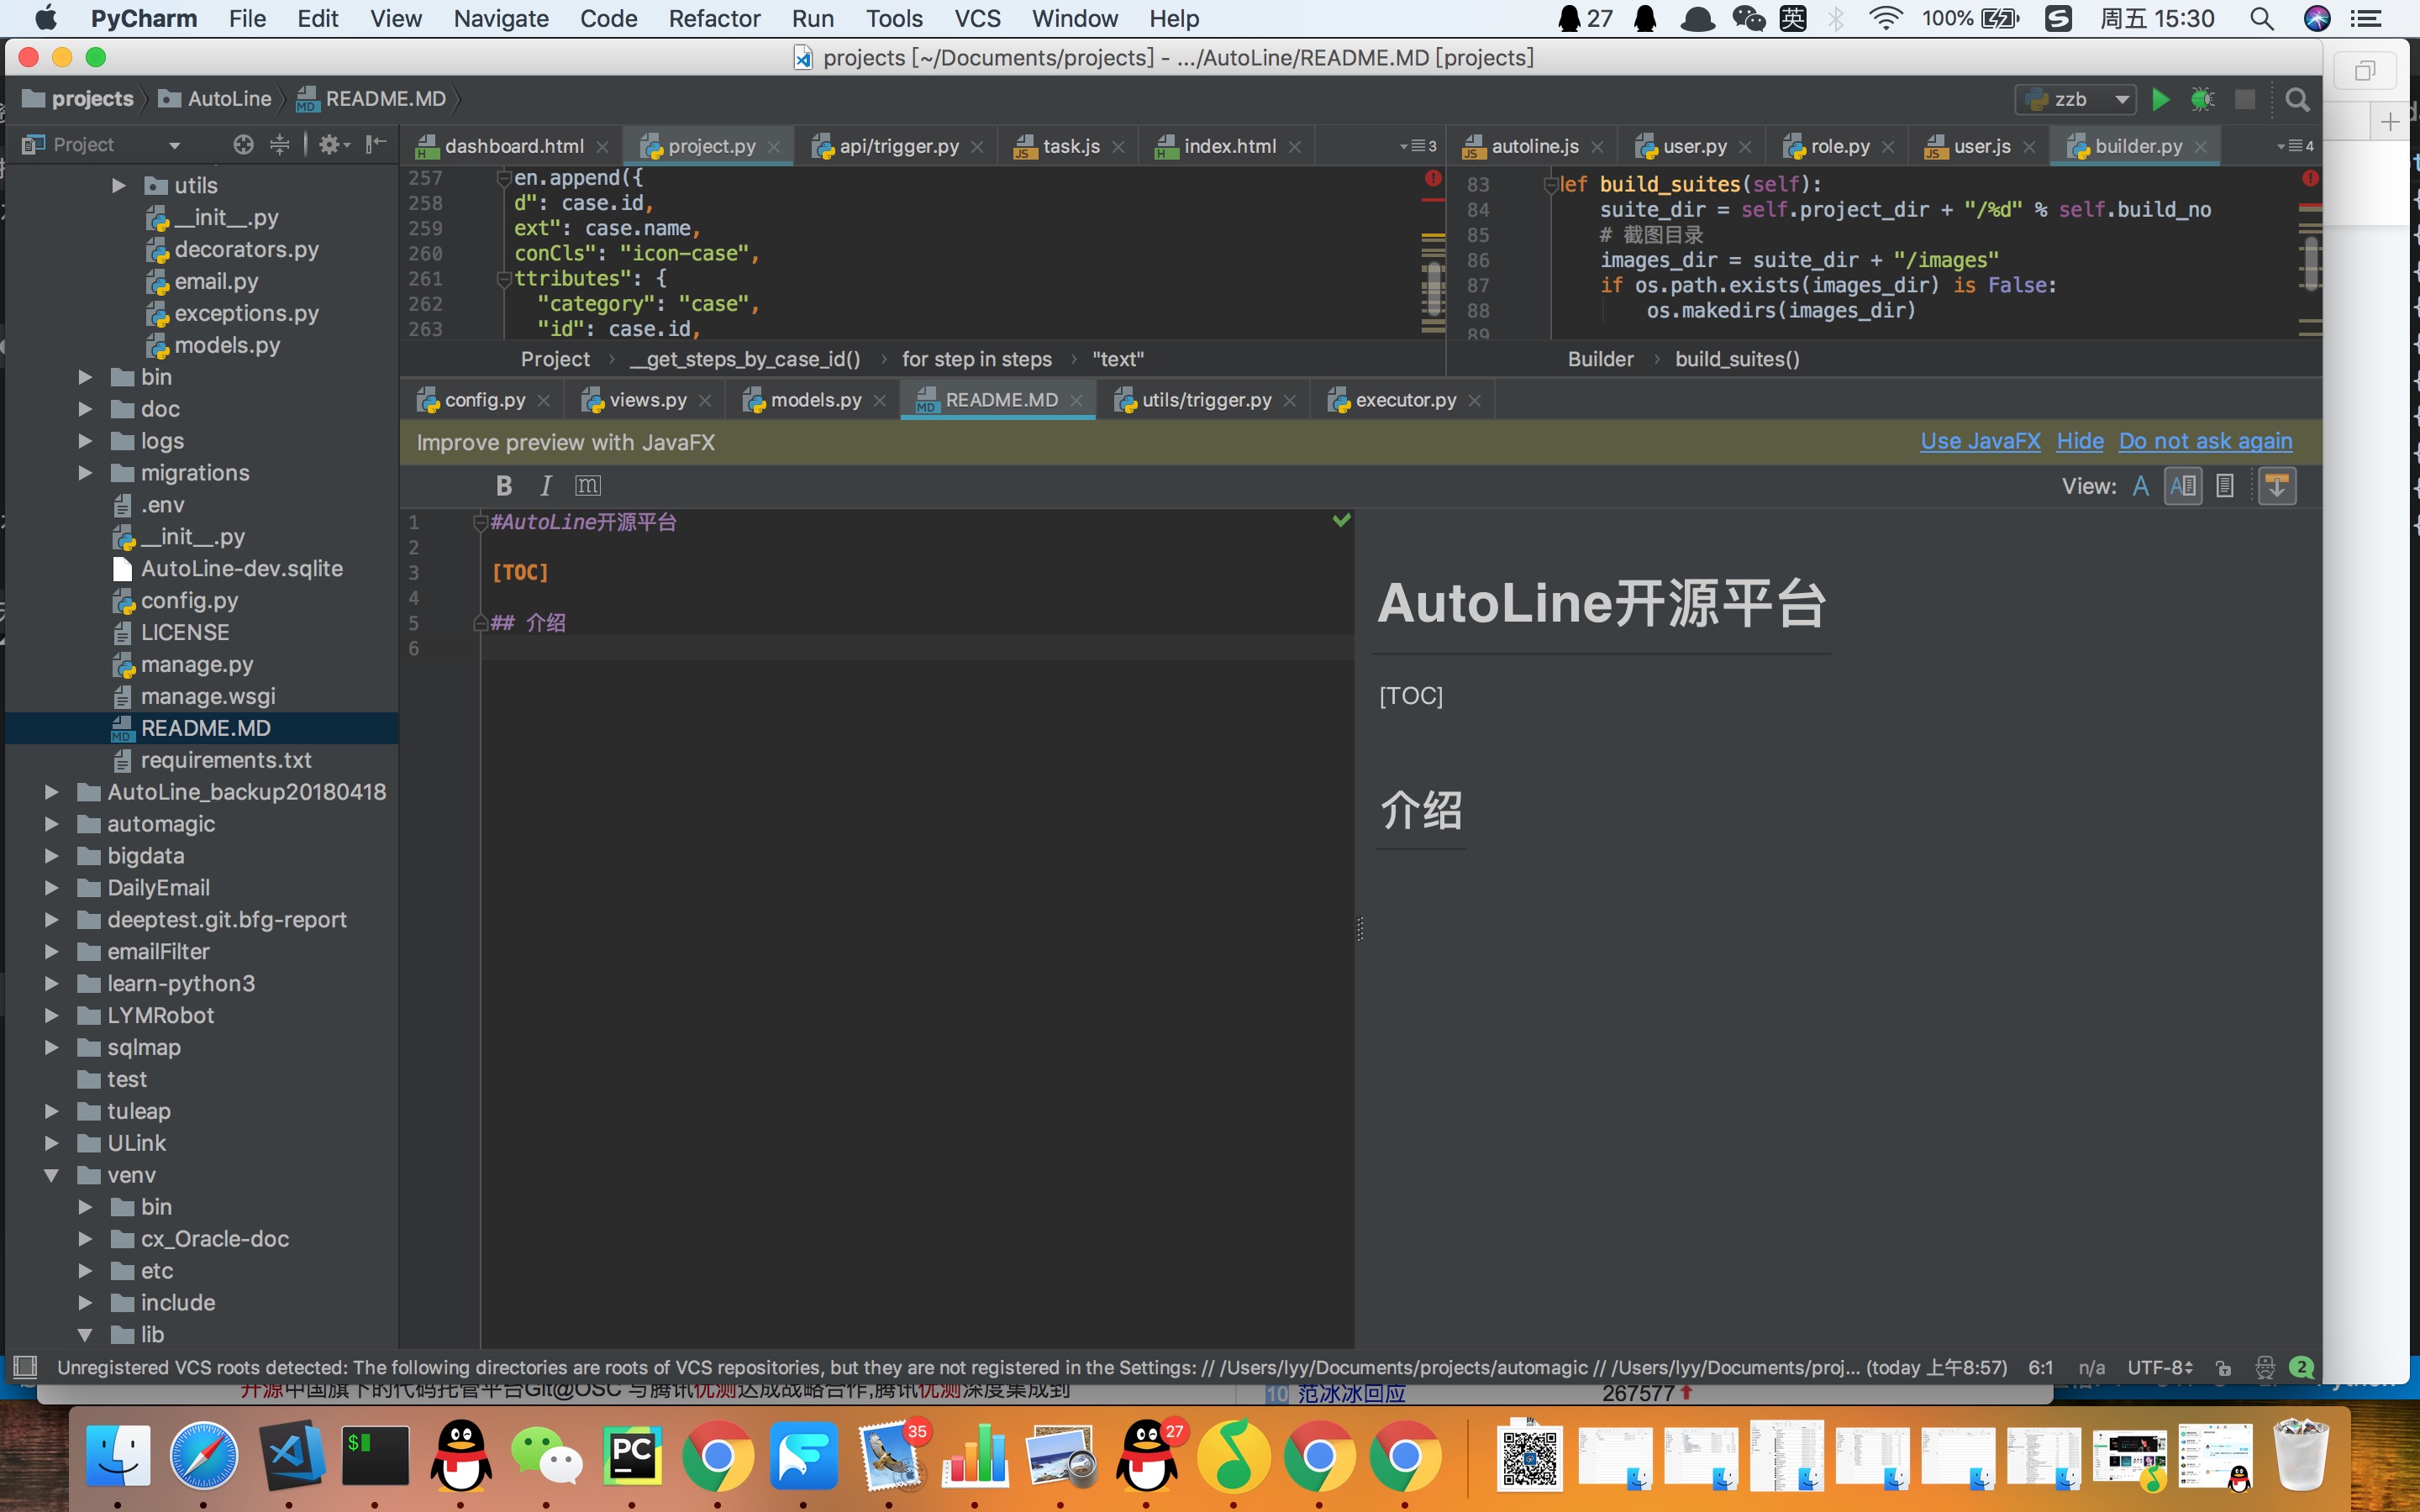 PyCharm File Edit View Navigate Code Refactor Run Tools VCS Window Help 27 英 100% 周五 15:30
projects [~/Documents/projects] - .../AutoLine/README.MD [projects]
projects AutoLine README.MD zzb
Project
dashboard.html project.py api/trigger.py task.js index.html 3
autoline.js user.py role.py user.js builder.py 4
utils
__init__.py
decorators.py
email.py
exceptions.py
models.py
bin
doc
logs
migrations
.env
__init__.py
AutoLine-dev.sqlite
config.py
LICENSE
manage.py
manage.wsgi
README.MD
requirements.txt
AutoLine_backup20180418
automagic
bigdata
DailyEmail
deeptest.git.bfg-report
emailFilter
learn-python3
LYMRobot
sqlmap
test
tuleap
ULink
venv
bin
cx_Oracle-doc
etc
include
lib
257 en.append({
258 d": case.id,
259 ext": case.name,
260 conCls": "icon-case",
261 ttributes": {
262 "category": "case",
263 "id": case.id,
Project › __get_steps_by_case_id() › for step in steps › "text"
83 lef build_suites(self):
84 suite_dir = self.project_dir + "/%d" % self.build_no
85 # 截图目录
86 images_dir = suite_dir + "/images"
87 if os.path.exists(images_dir) is False:
88 os.makedirs(images_dir)
89
Builder › build_suites()
config.py views.py models.py README.MD utils/trigger.py executor.py
Improve preview with JavaFX Use JavaFX Hide Do not ask again
B I m View: A
1 #AutoLine开源平台
2
3 [TOC]
4
5 ## 介绍
6
AutoLine开源平台
[TOC]
介绍
Unregistered VCS roots detected: The following directories are roots of VCS repositories, but they are not registered in the Settings: // /Users/lyy/Documents/projects/automagic // /Users/lyy/Documents/proj... (today 上午8:57) 6:1 n/a UTF-8 2
开源中国旗下的代码托管平台Git@OSC 与腾讯优测达成战略合作,腾讯优测深度集成到
10 范冰冰回应 267577
$ PC 35 27